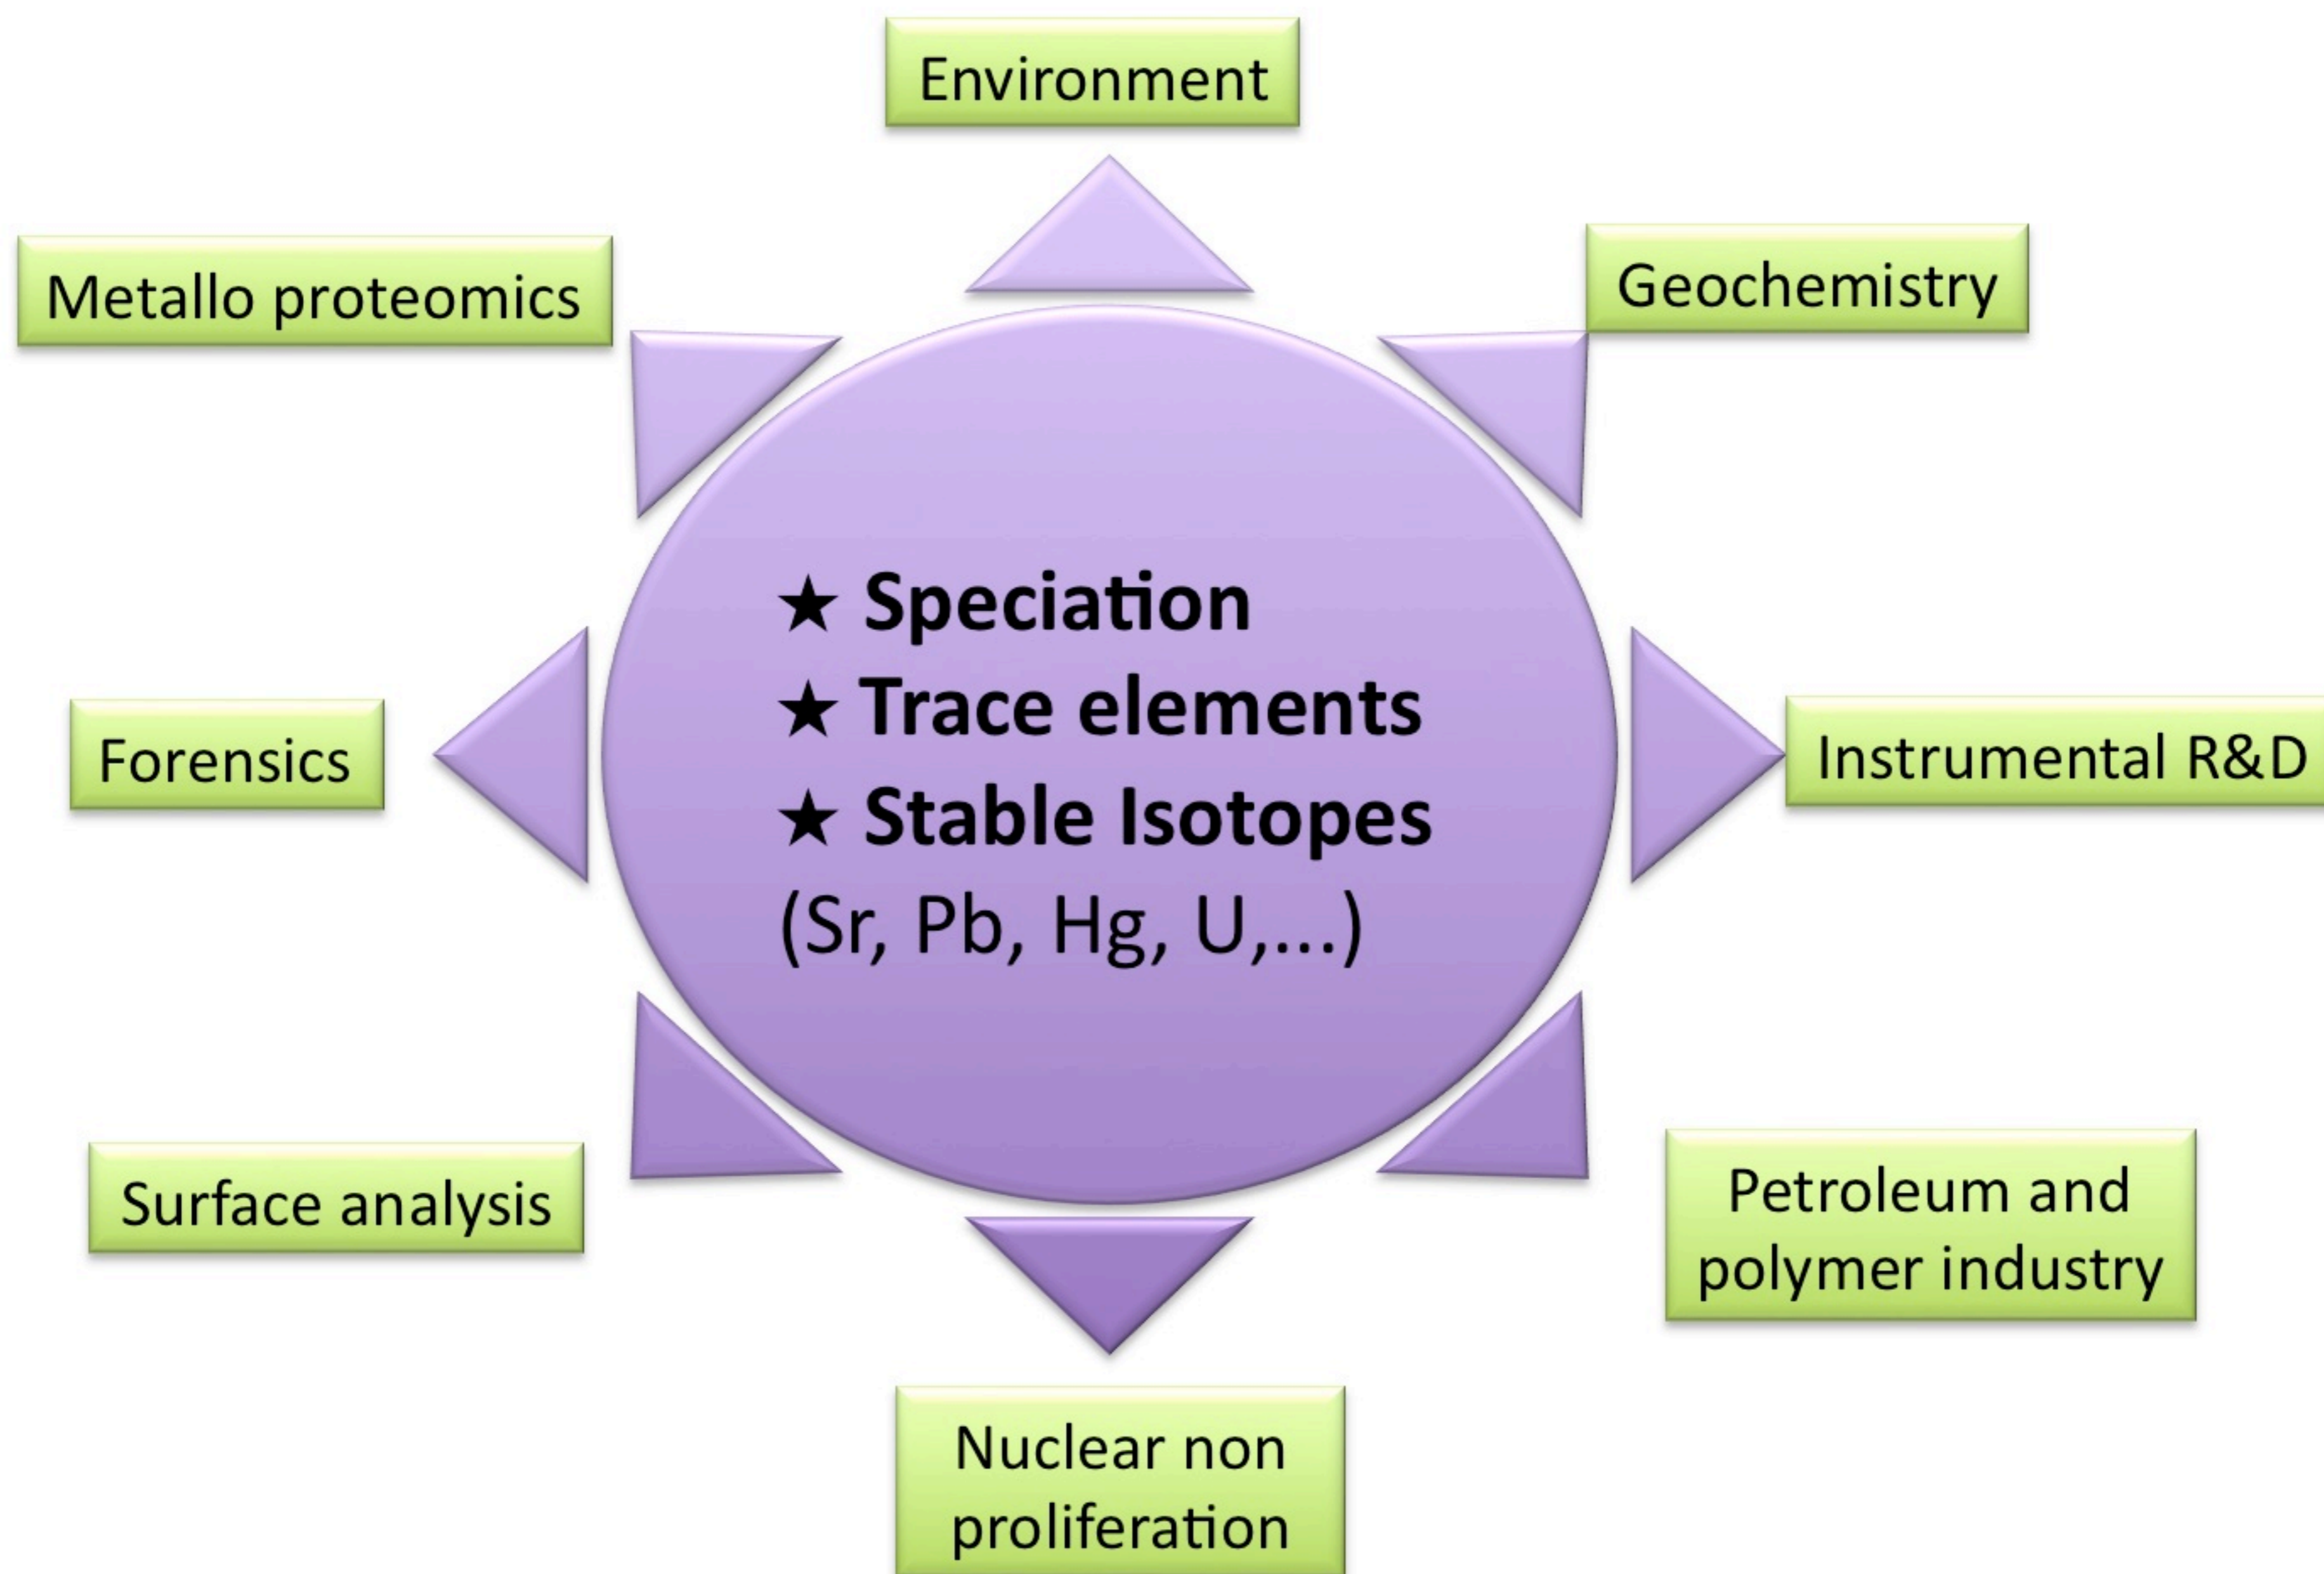 Environment
Metallo proteomics
Geochemistry
★ Speciation
★ Trace elements
★ Stable Isotopes
(Sr, Pb, Hg, U,...)
Forensics
Instrumental R&D
Surface analysis
Petroleum and
polymer industry
Nuclear non
proliferation